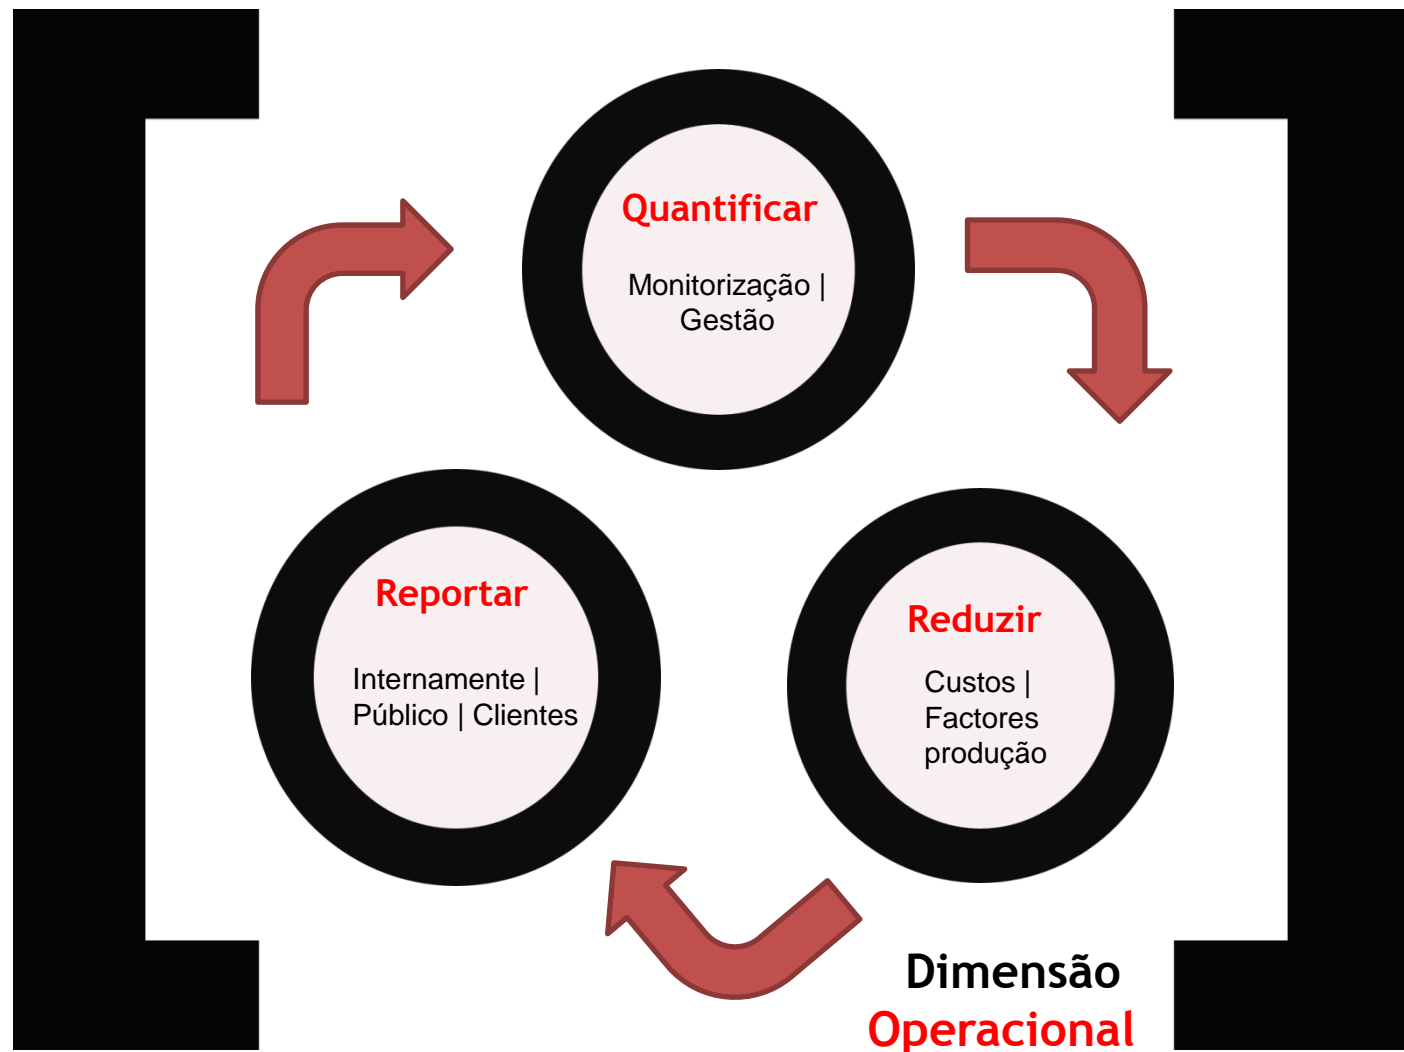 Quantificar
Monitorização |
Gestão
Reportar
Internamente |
Público | Clientes
Reduzir
Custos |
Factores
produção
Dimensão
Operacional